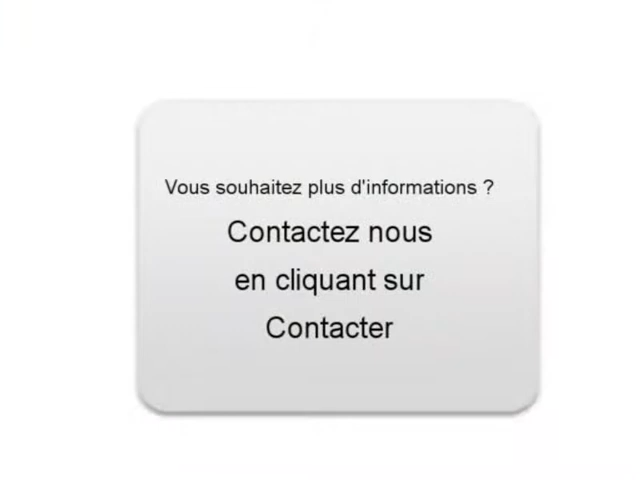 Vous souhaitez plus d'informations ?
Contactez nous
en cliquant sur
Contacter